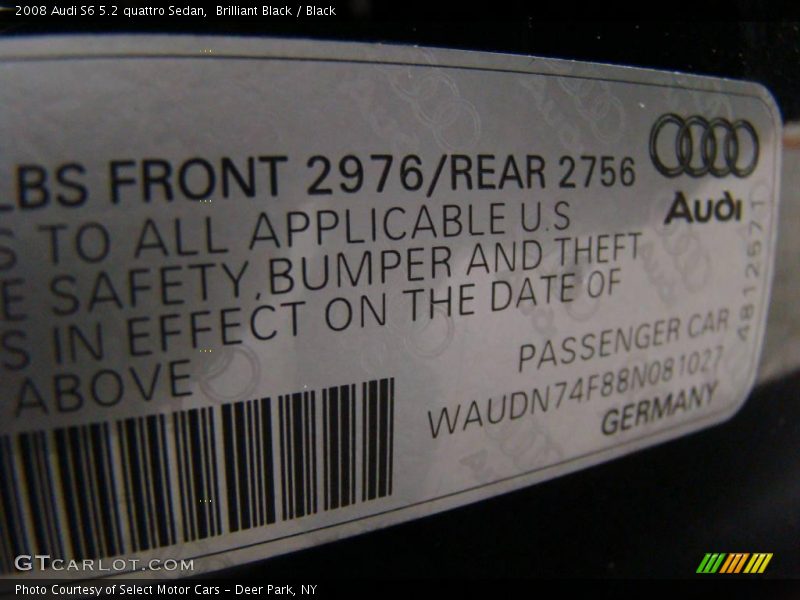 2008 Audi S6 5.2 quattro Sedan,  Brilliant Black / Black
LBS FRONT 2976/REAR 2756
S TO ALL APPLICABLE U.S
E SAFETY,BUMPER AND THEFT
S IN EFFECT ON THE DATE OF
ABOVE
Audi
PASSENGER CAR
WAUDN74F88N081027
GERMANY
GTCARLOT.COM
Photo Courtesy of Select Motor Cars - Deer Park, NY